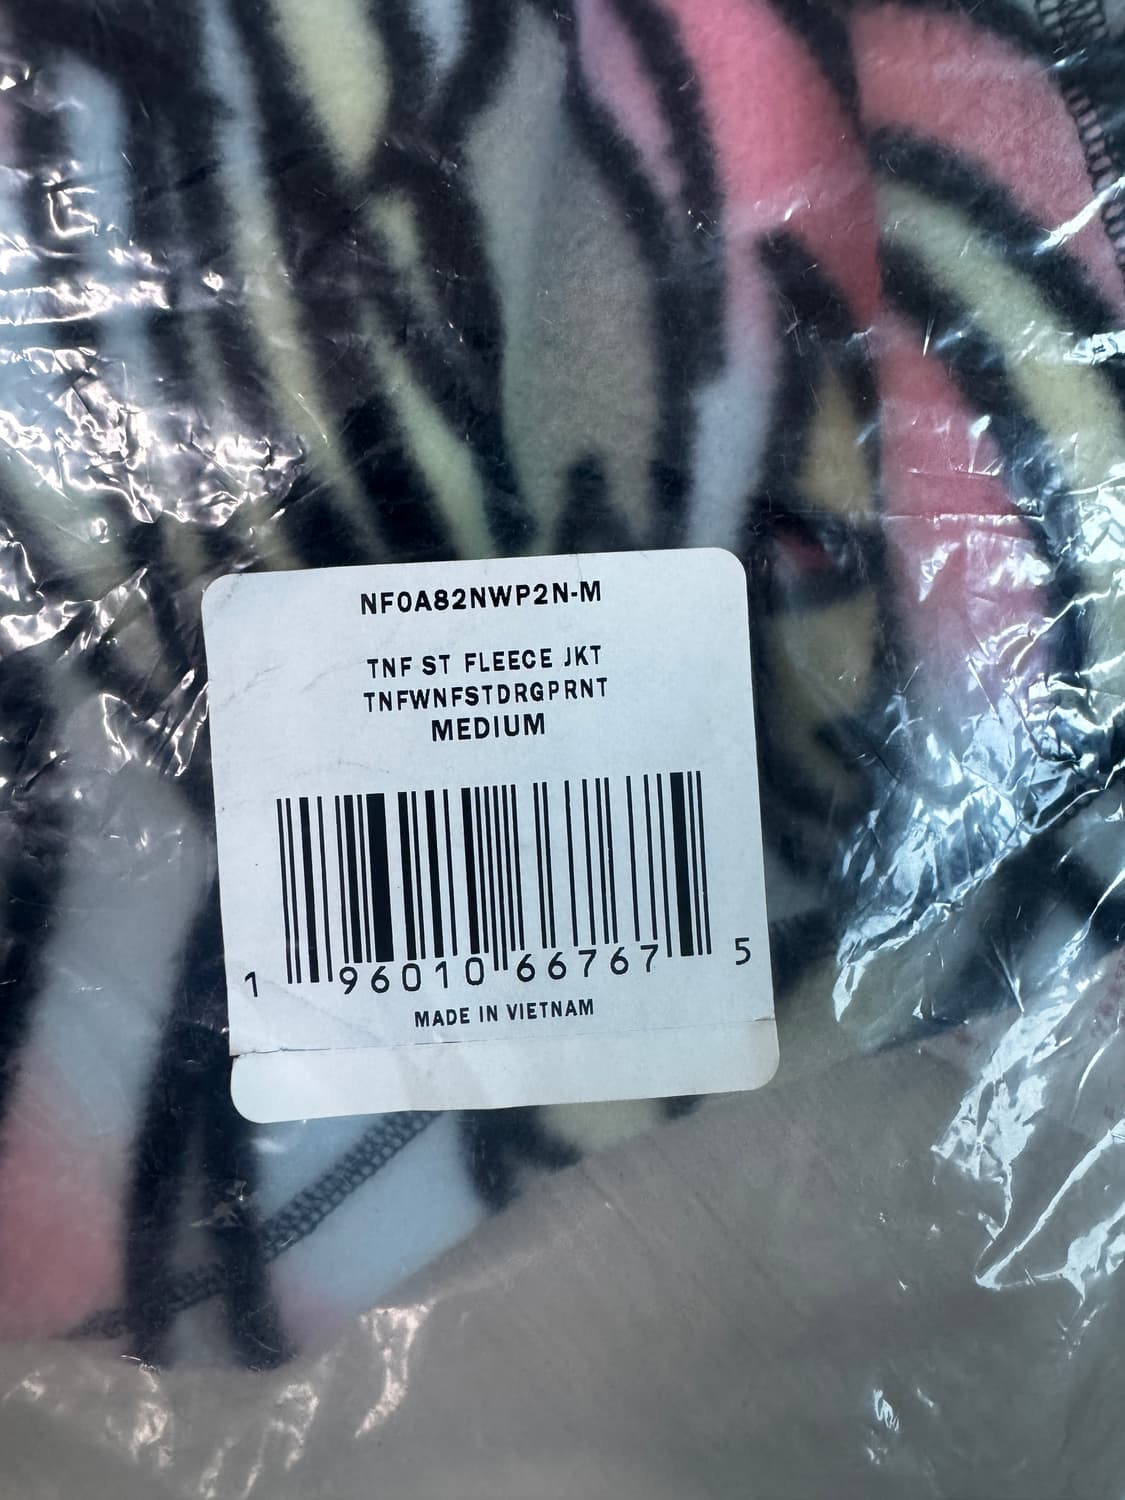 NF0A82NWP2N-M
TNF ST FLEECE JKT
TNFWNFSTDRGPRNT
MEDIUM
1 96010 66767 5
MADE IN VIETNAM